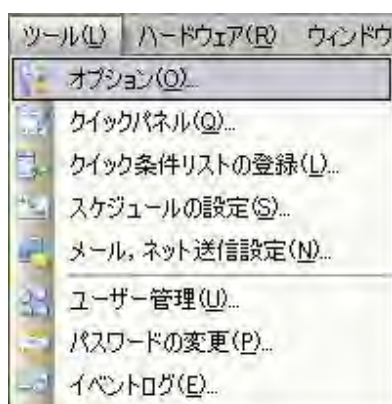 ツール(L) ハードウェア(R) ウィンドウ
オプション(O)...
クイックパネル(Q)...
クイック条件リストの登録(L)...
スケジュールの設定(S)...
メール，ネット送信設定(N)...
ユーザー管理(U)...
パスワードの変更(P)...
イベントログ(E)...